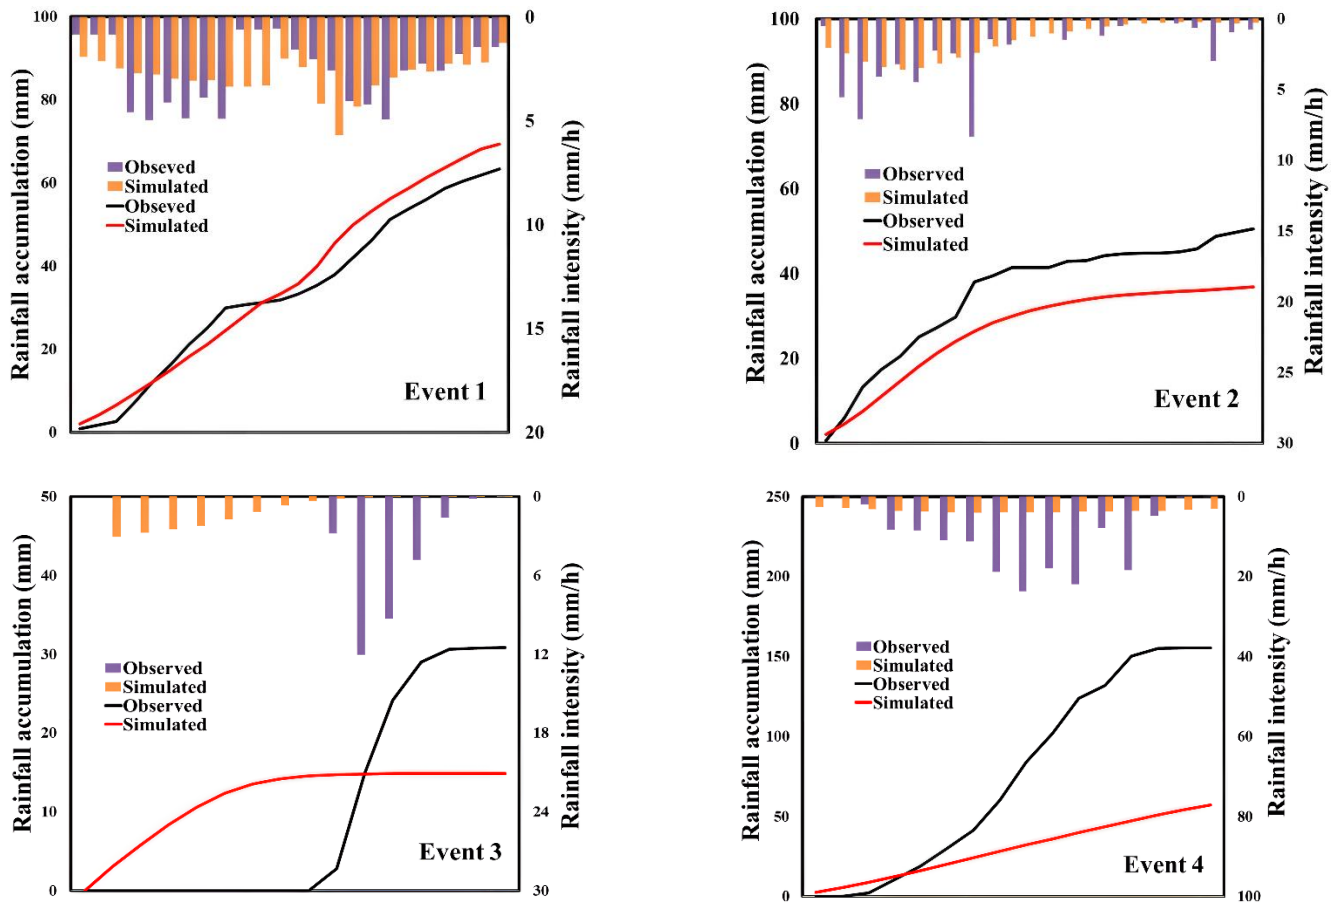 Rainfall accumulation (mm)
100
80
60
40
20
0
Obseved
Simulated
Obseved
Simulated
Event 1
0
5
10
15
20
Rainfall intensity (mm/h)
Rainfall accumulation (mm)
100
80
60
40
20
0
Observed
Simulated
Observed
Simulated
Event 2
0
5
10
15
20
25
30
Rainfall intensity (mm/h)
Rainfall accumulation (mm)
50
40
30
20
10
0
Observed
Simulated
Observed
Simulated
Event 3
0
6
12
18
24
30
Rainfall intensity (mm/h)
Rainfall accumulation (mm)
250
200
150
100
50
0
Observed
Simulated
Observed
Simulated
Event 4
0
20
40
60
80
100
Rainfall intensity (mm/h)